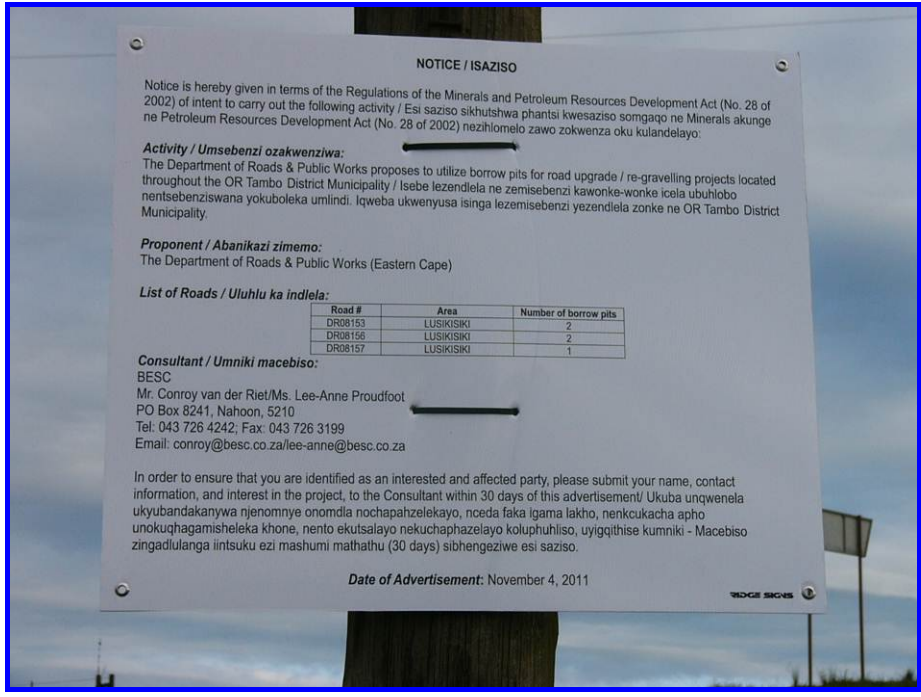 NOTICE / ISAZISO
Notice is hereby given in terms of the Regulations of the Minerals and Petroleum Resources Development Act (No. 28 of
2002) of intent to carry out the following activity / Esi saziso sikhutshwa phantsi kwesaziso somgaqo ne Minerals akunge
ne Petroleum Resources Development Act (No. 28 of 2002) nezihlomelo zawo zokwenza oku kulandelayo:
Activity / Umsebenzi ozakwenziwa:
The Department of Roads & Public Works proposes to utilize borrow pits for road upgrade / re-gravelling projects located
throughout the OR Tambo District Municipality / Isebe lezendlela ne zemisebenzi kawonke-wonke icela ubuhlobo
nentsebenziswana yokuboleka umlindi. Iqweba ukwenyusa isinga lezemisebenzi yezendlela zonke ne OR Tambo District
Municipality.
Proponent / Abanikazi zimemo:
The Department of Roads & Public Works (Eastern Cape)
List of Roads / Uluhlu ka indlela:
Road # Area Number of borrow pits
DR08153 LUSIKISIKI 2
DR08156 LUSIKISIKI 2
DR08157 LUSIKISIKI 1
Consultant / Umniki macebiso:
BESC
Mr. Conroy van der Riet/Ms. Lee-Anne Proudfoot
PO Box 8241, Nahoon, 5210
Tel: 043 726 4242; Fax: 043 726 3199
Email: conroy@besc.co.za/lee-anne@besc.co.za
In order to ensure that you are identified as an interested and affected party, please submit your name, contact
information, and interest in the project, to the Consultant within 30 days of this advertisement/ Ukuba unqwenela
ukyubandakanywa njenomnye onomdla nochapahzelekayo, nceda faka igama lakho, nenkcukacha apho
unokuqhagamisheleka khone, nento ekutsalayo nekuchaphazelayo koluphuhliso, uyigqithise kumniki - Macebiso
zingadlulanga iintsuku ezi mashumi mathathu (30 days) sibhengeziwe esi saziso.
Date of Advertisement: November 4, 2011
RIDGE SIGNS